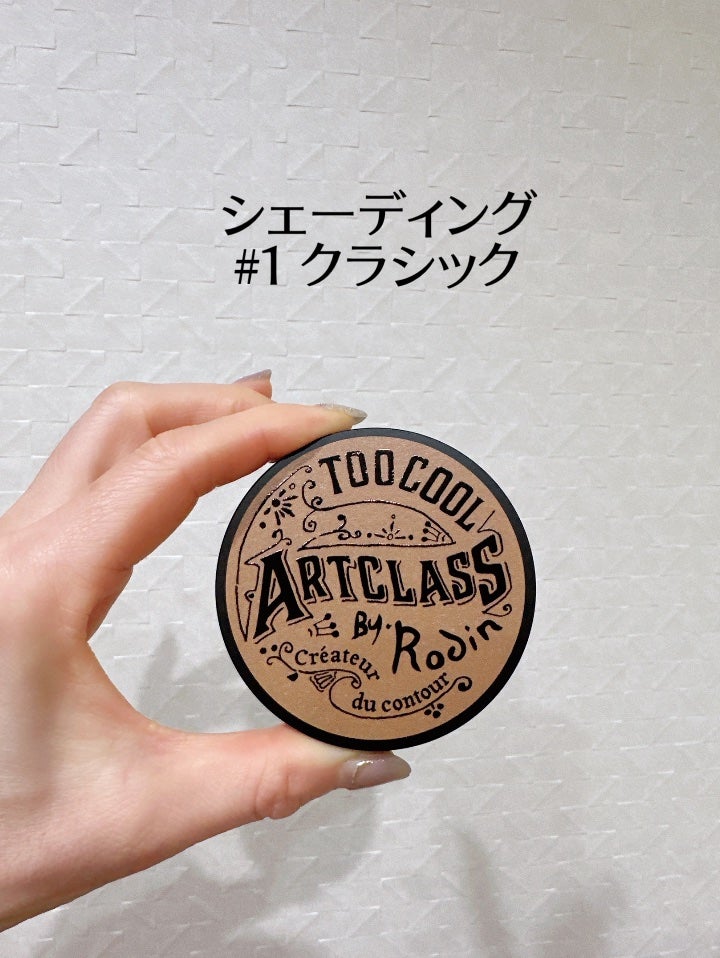 シェーディング
#1 クラシック
TOO COOL
ARTCLASS
BY. Rodin
Créateur
du contour